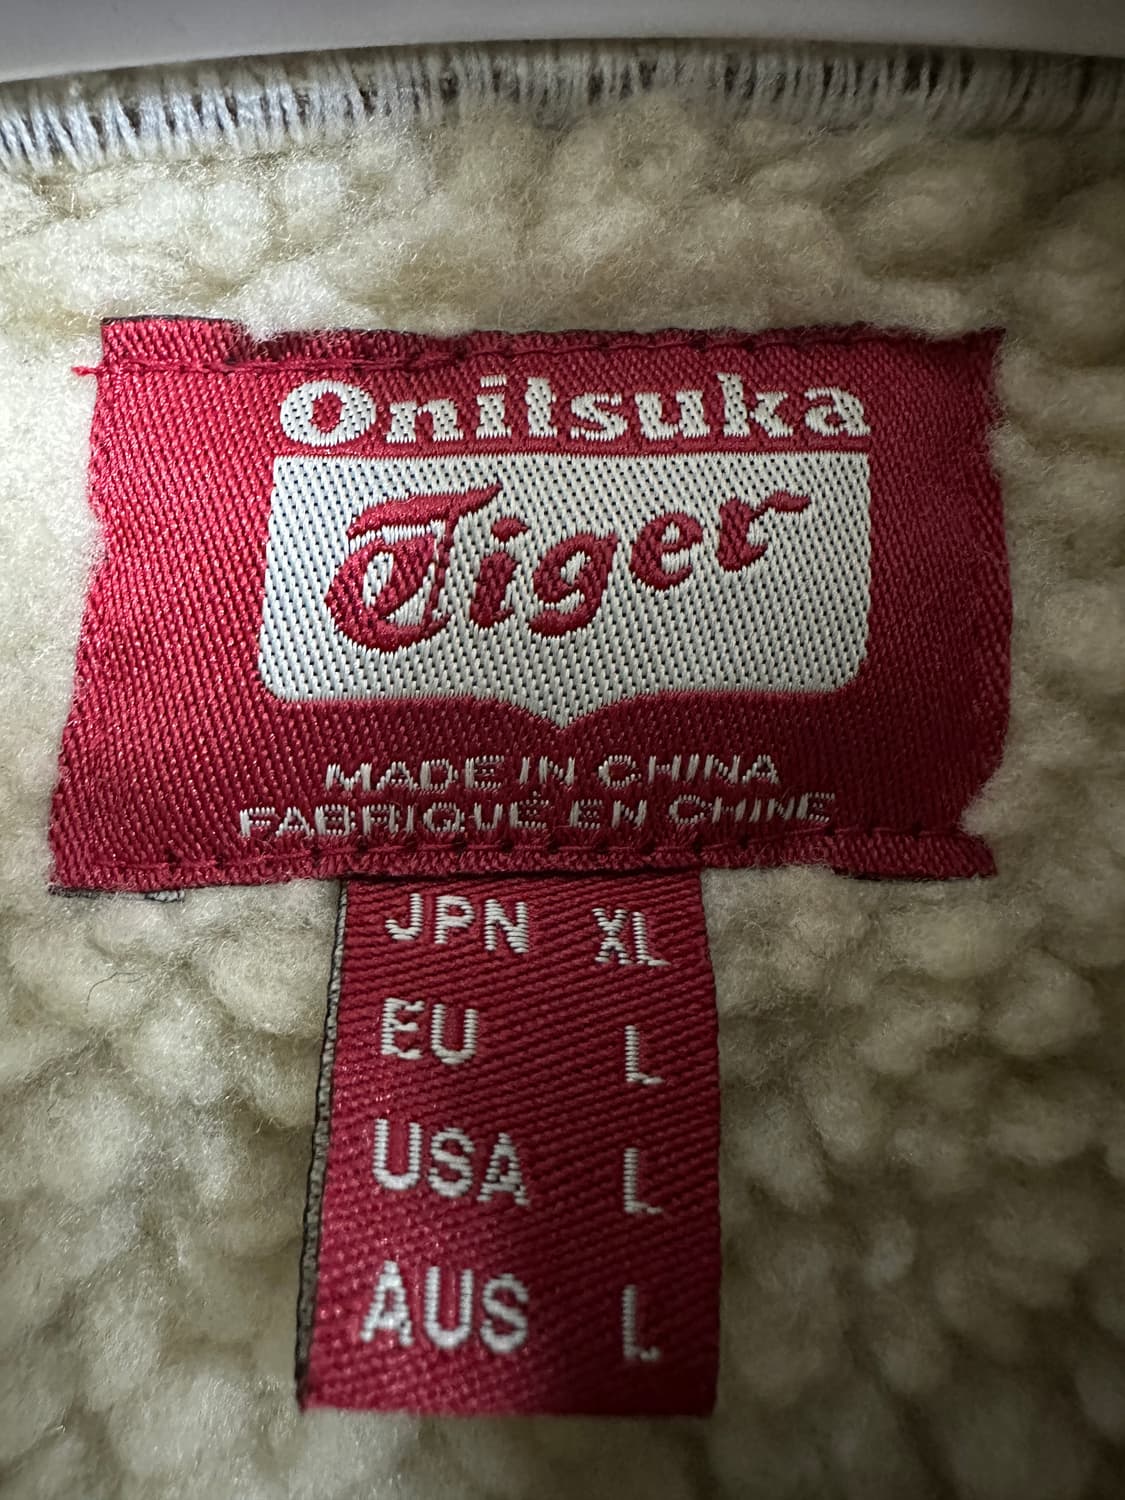 Onitsuka
Tiger
MADE IN CHINA
FABRIQUÉ EN CHINE
JPN XL
EU L
USA L
AUS L